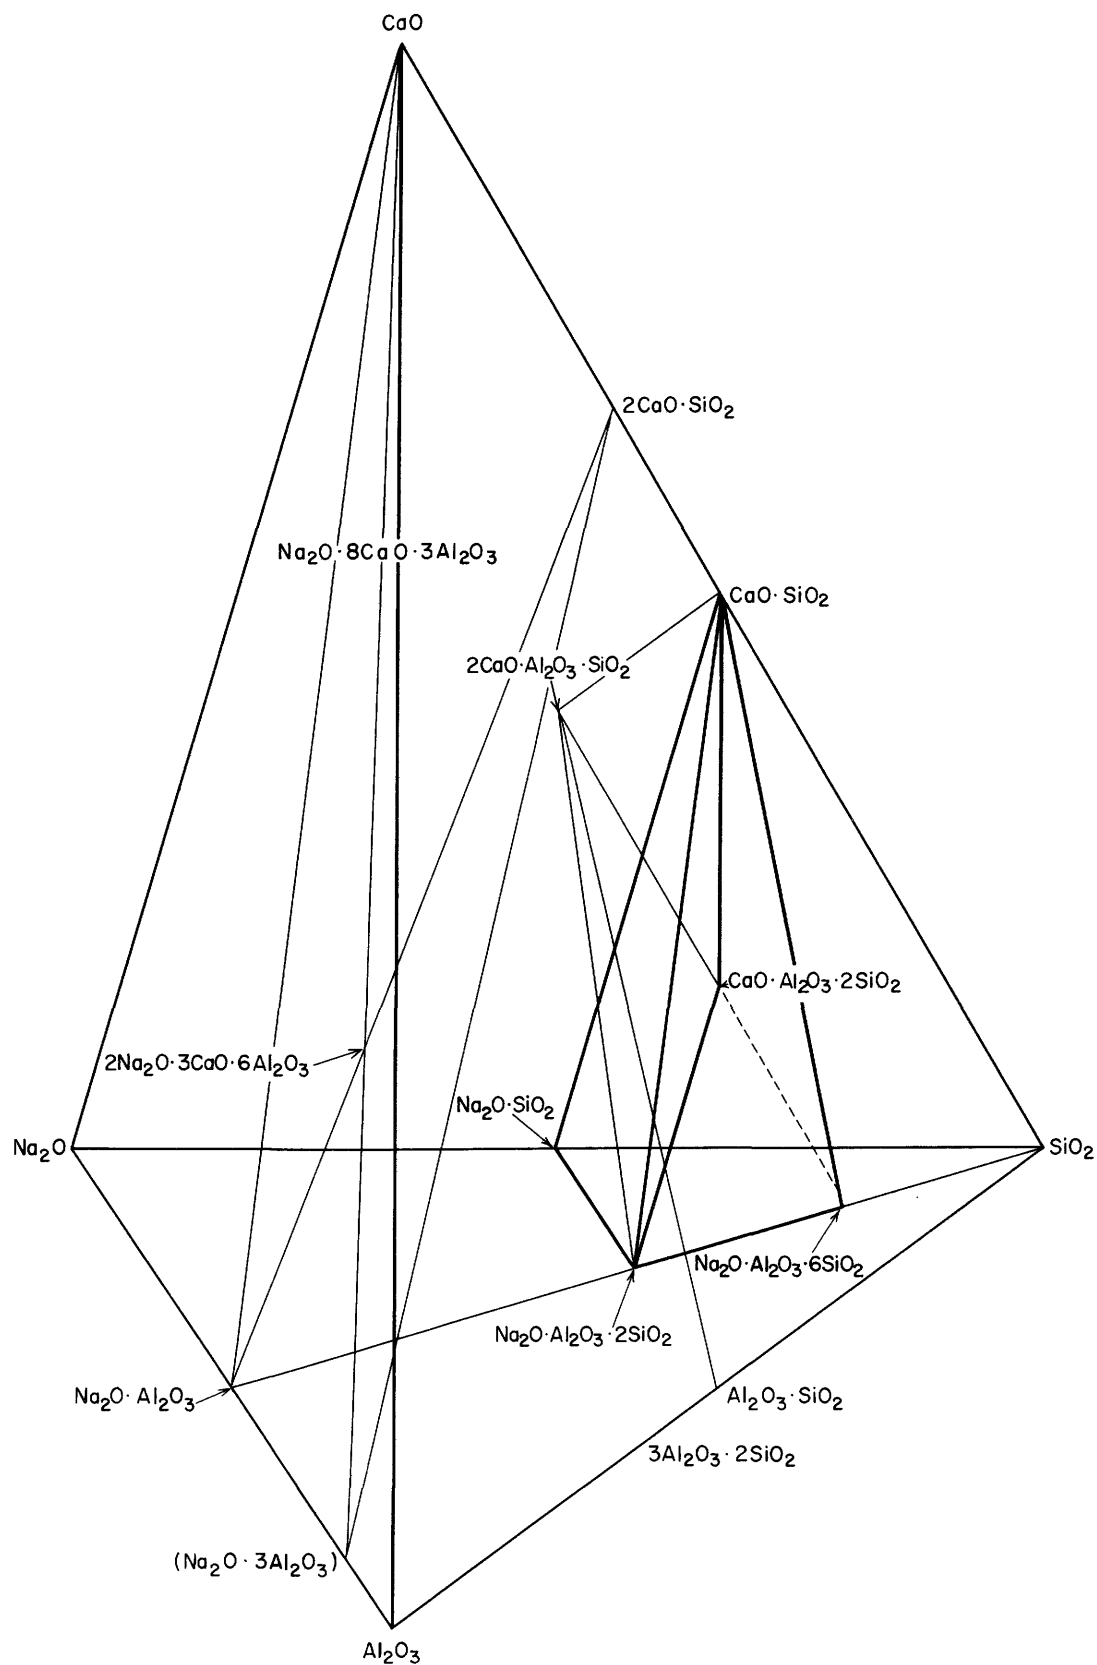 CaO
2CaO·SiO₂
Na₂O·8CaO·3Al₂O₃
CaO·SiO₂
2CaO·Al₂O₃·SiO₂
CaO·Al₂O₃·2SiO₂
2Na₂O·3CaO·6Al₂O₃
Na₂O·SiO₂
Na₂O
SiO₂
Na₂O·Al₂O₃·6SiO₂
Na₂O·Al₂O₃·2SiO₂
Na₂O·Al₂O₃
Al₂O₃·SiO₂
3Al₂O₃·2SiO₂
(Na₂O·3Al₂O₃)
Al₂O₃